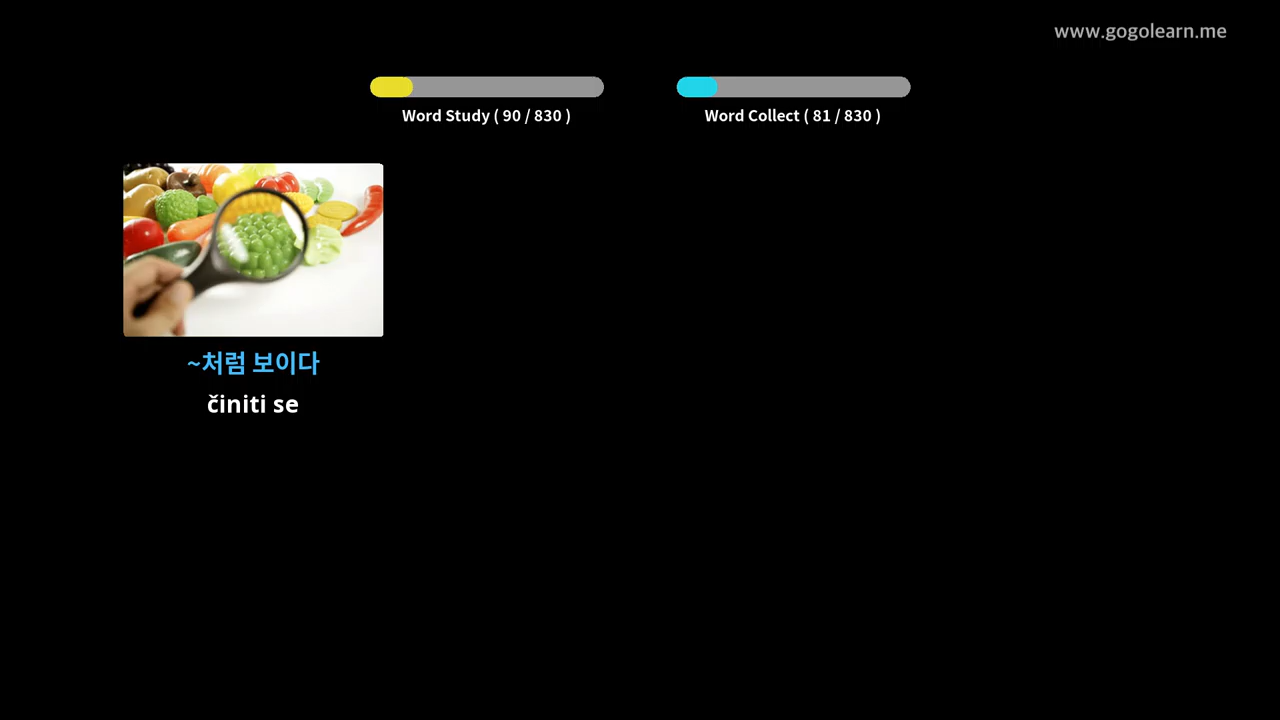 www.gogolearn.me
Word Study ( 90 / 830 )
Word Collect ( 81 / 830 )
~처럼 보이다
činiti se